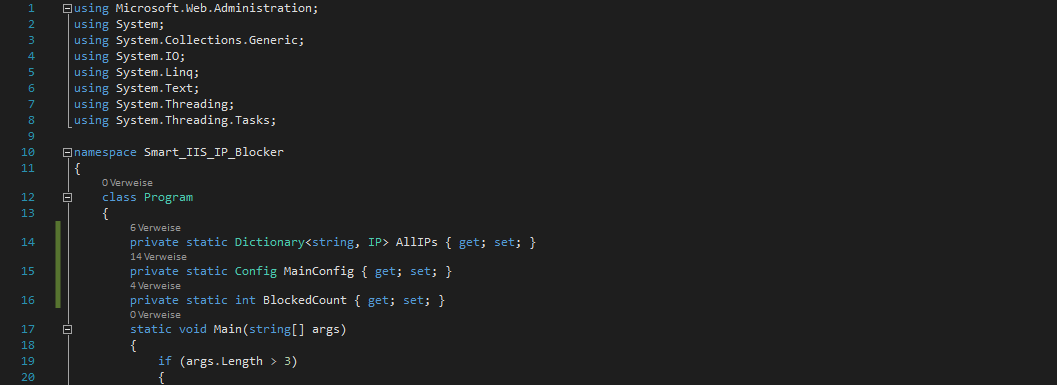 1 using Microsoft.Web.Administration;
2 using System;
3 using System.Collections.Generic;
4 using System.IO;
5 using System.Linq;
6 using System.Text;
7 using System.Threading;
8 using System.Threading.Tasks;
9
10 namespace Smart_IIS_IP_Blocker
11 {
0 Verweise
12 class Program
13 {
6 Verweise
14 private static Dictionary<string, IP> AllIPs { get; set; }
14 Verweise
15 private static Config MainConfig { get; set; }
4 Verweise
16 private static int BlockedCount { get; set; }
0 Verweise
17 static void Main(string[] args)
18 {
19 if (args.Length > 3)
20 {